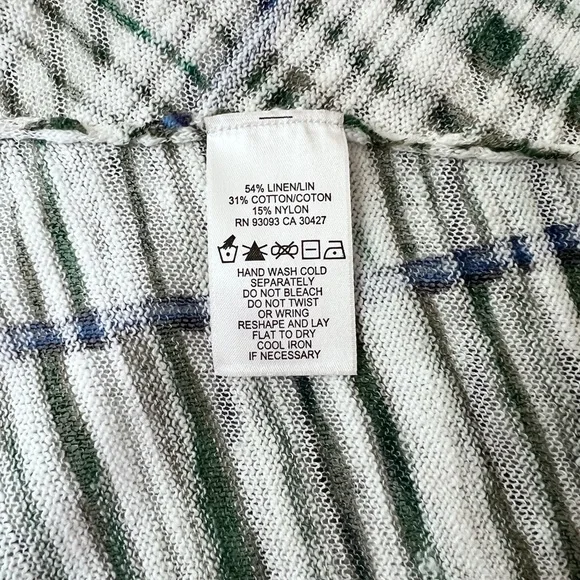 54% LINEN/LIN
31% COTTON/COTON
15% NYLON
RN 93093 CA 30427
HAND WASH COLD
SEPARATELY
DO NOT BLEACH
DO NOT TWIST
OR WRING
RESHAPE AND LAY
FLAT TO DRY
COOL IRON
IF NECESSARY